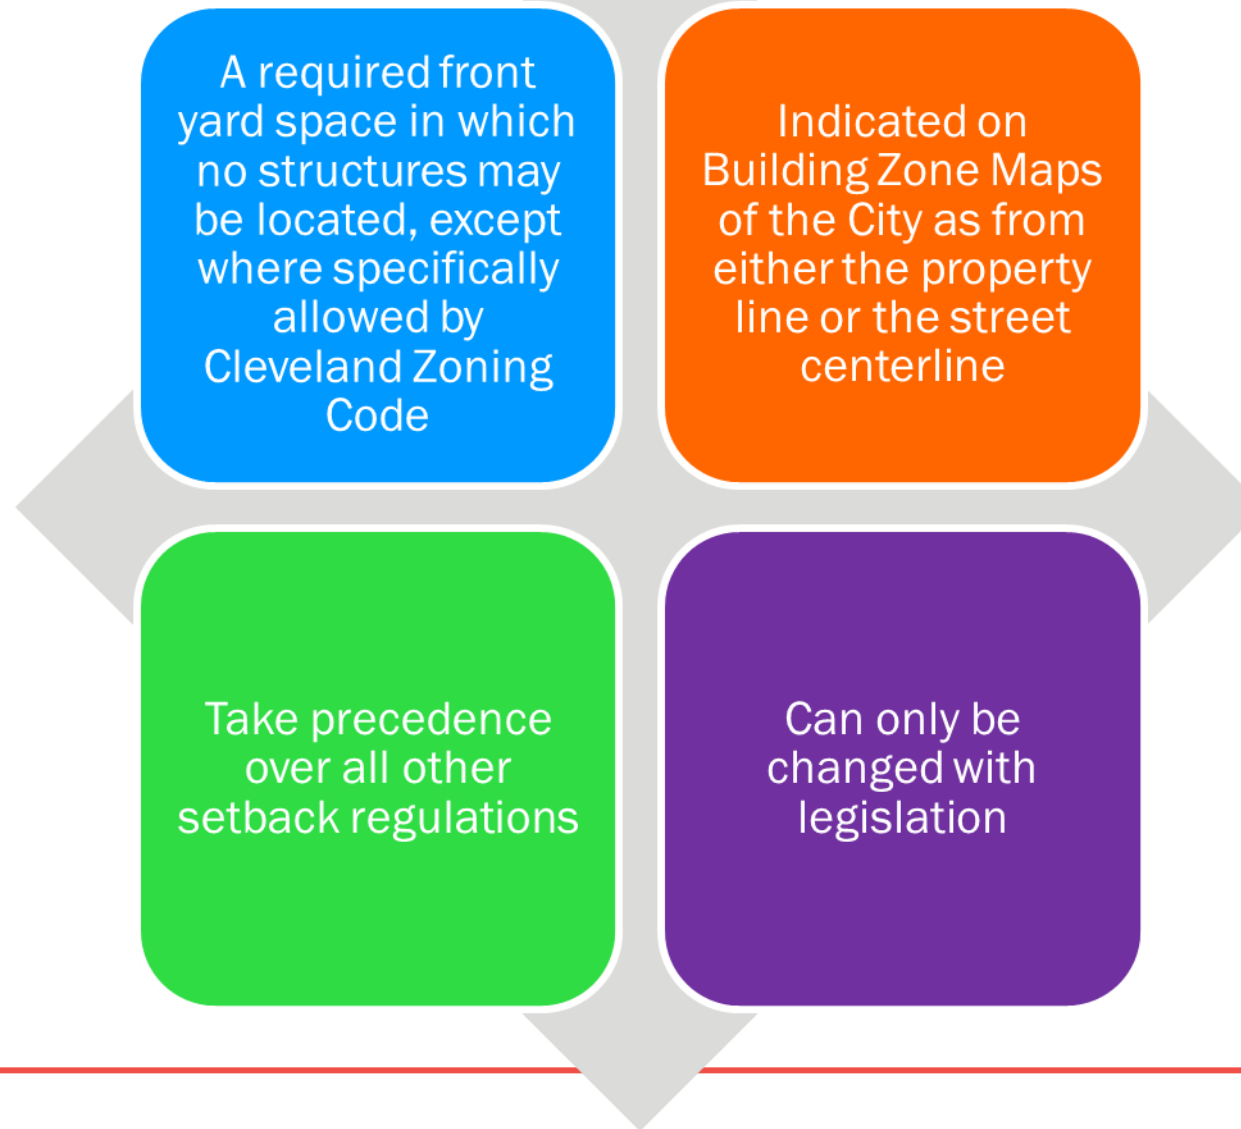 A required front
yard space in which
no structures may
be located, except
where specifically
allowed by
Cleveland Zoning
Code
Indicated on
Building Zone Maps
of the City as from
either the property
line or the street
centerline
Take precedence
over all other
setback regulations
Can only be
changed with
legislation